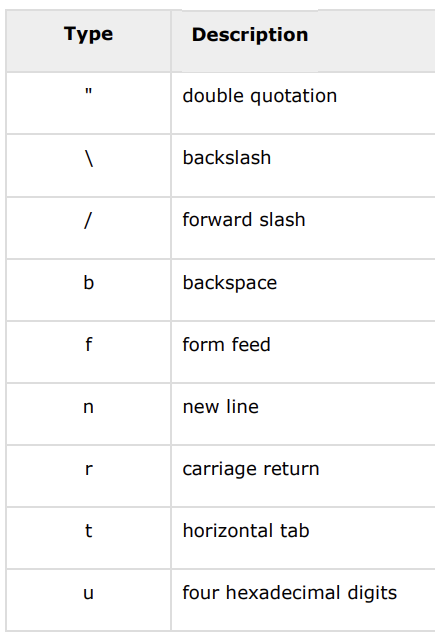 Type Description
" double quotation
\ backslash
/ forward slash
b backspace
f form feed
n new line
r carriage return
t horizontal tab
u four hexadecimal digits